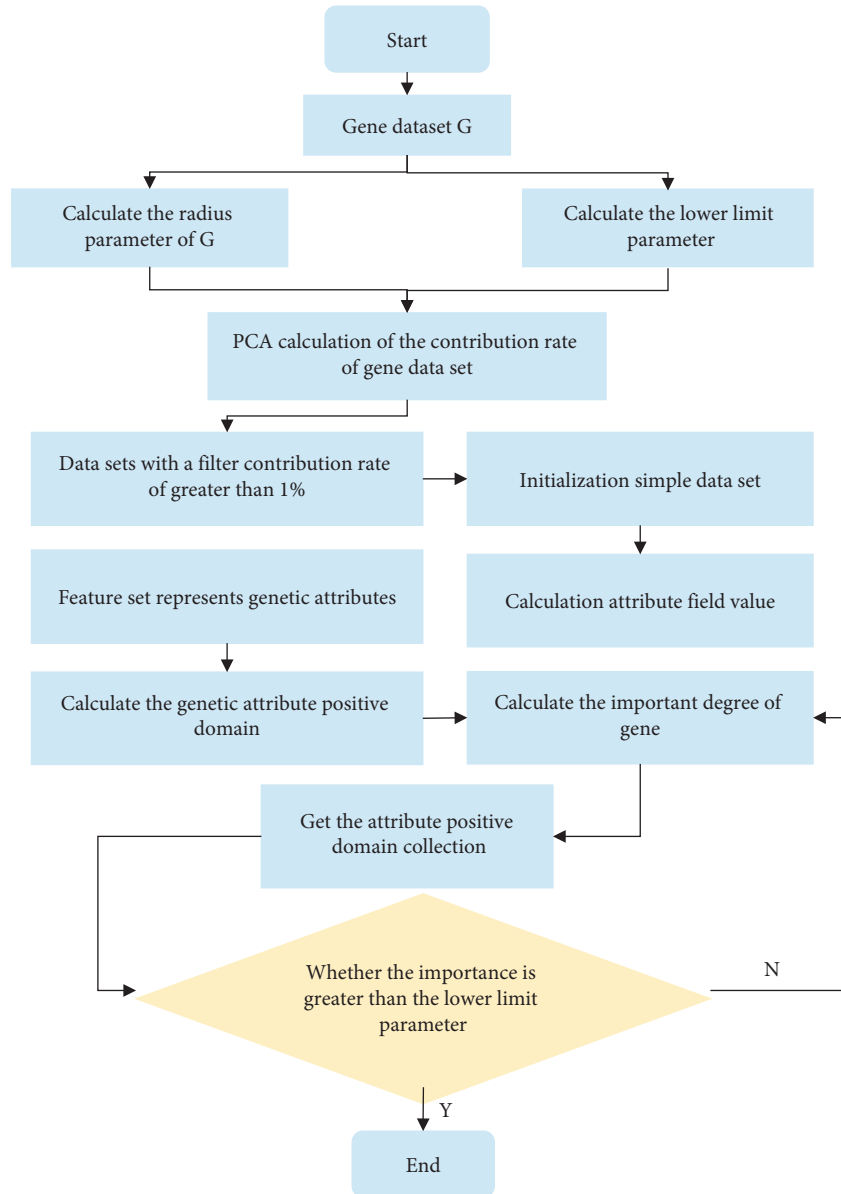 Start
Gene dataset G
Calculate the radius
parameter of G
Calculate the lower limit
parameter
PCA calculation of the contribution rate
of gene data set
Data sets with a filter contribution rate
of greater than 1%
Initialization simple data set
Feature set represents genetic attributes
Calculation attribute field value
Calculate the genetic attribute positive
domain
Calculate the important degree of
gene
Get the attribute positive
domain collection
Whether the importance is
greater than the lower limit
parameter
N
Y
End